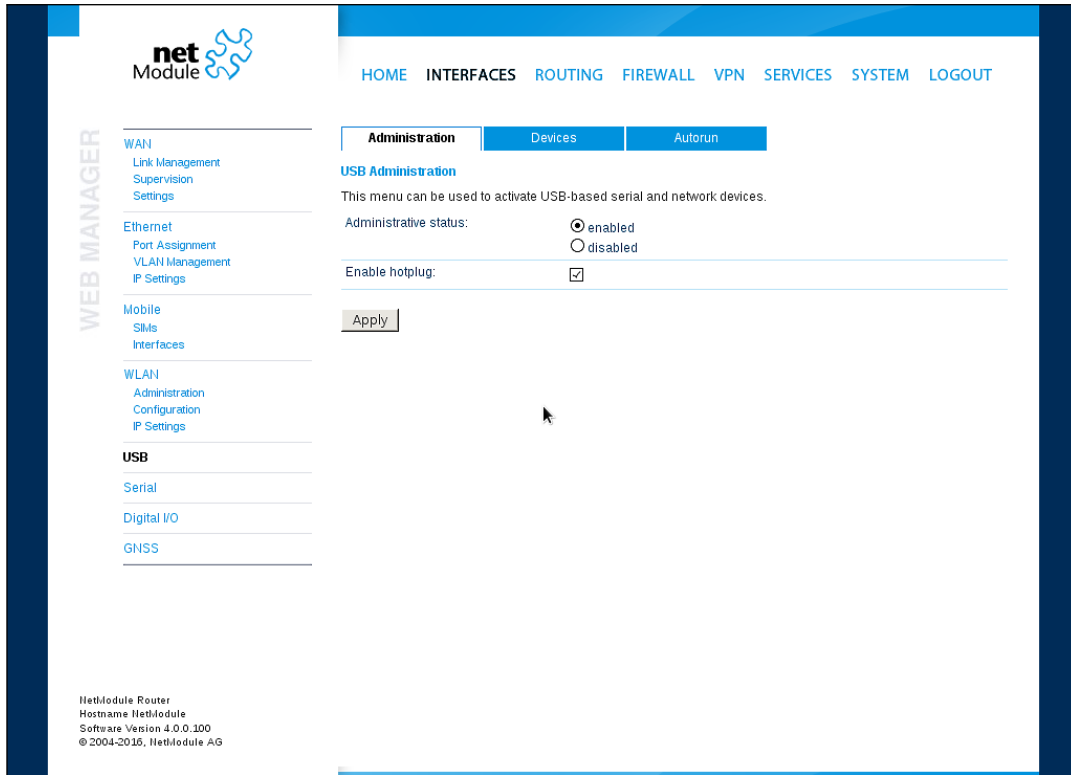 net
Module
HOME INTERFACES ROUTING FIREWALL VPN SERVICES SYSTEM LOGOUT
WEB MANAGER
WAN
Link Management
Supervision
Settings
Ethernet
Port Assignment
VLAN Management
IP Settings
Mobile
SIMs
Interfaces
WLAN
Administration
Configuration
IP Settings
USB
Serial
Digital I/O
GNSS
Administration Devices Autorun
USB Administration
This menu can be used to activate USB-based serial and network devices.
Administrative status:
enabled
disabled
Enable hotplug:
Apply
NetModule Router
Hostname NetModule
Software Version 4.0.0.100
© 2004-2016, NetModule AG